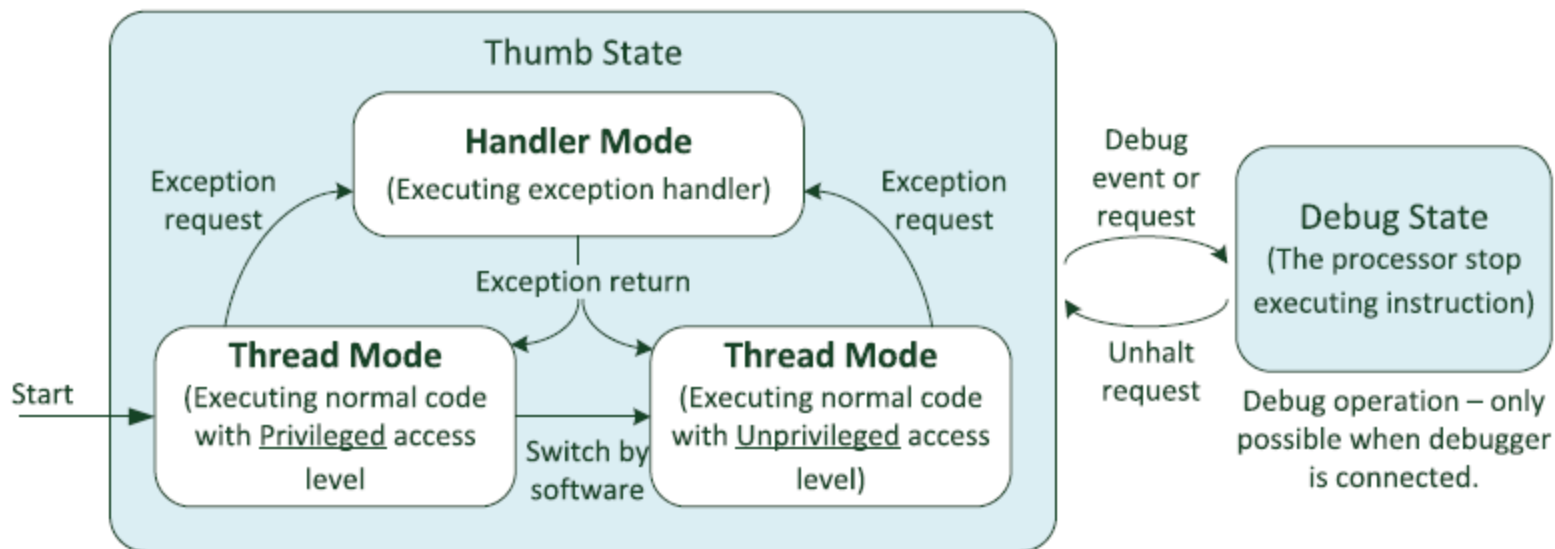 Thumb State
Handler Mode
(Executing exception handler)
Exception
request
Exception
request
Exception return
Start
Thread Mode
(Executing normal code
with Privileged access
level
Switch by
software
Thread Mode
(Executing normal code
with Unprivileged access
level)
Debug
event or
request
Unhalt
request
Debug State
(The processor stop
executing instruction)
Debug operation – only
possible when debugger
is connected.